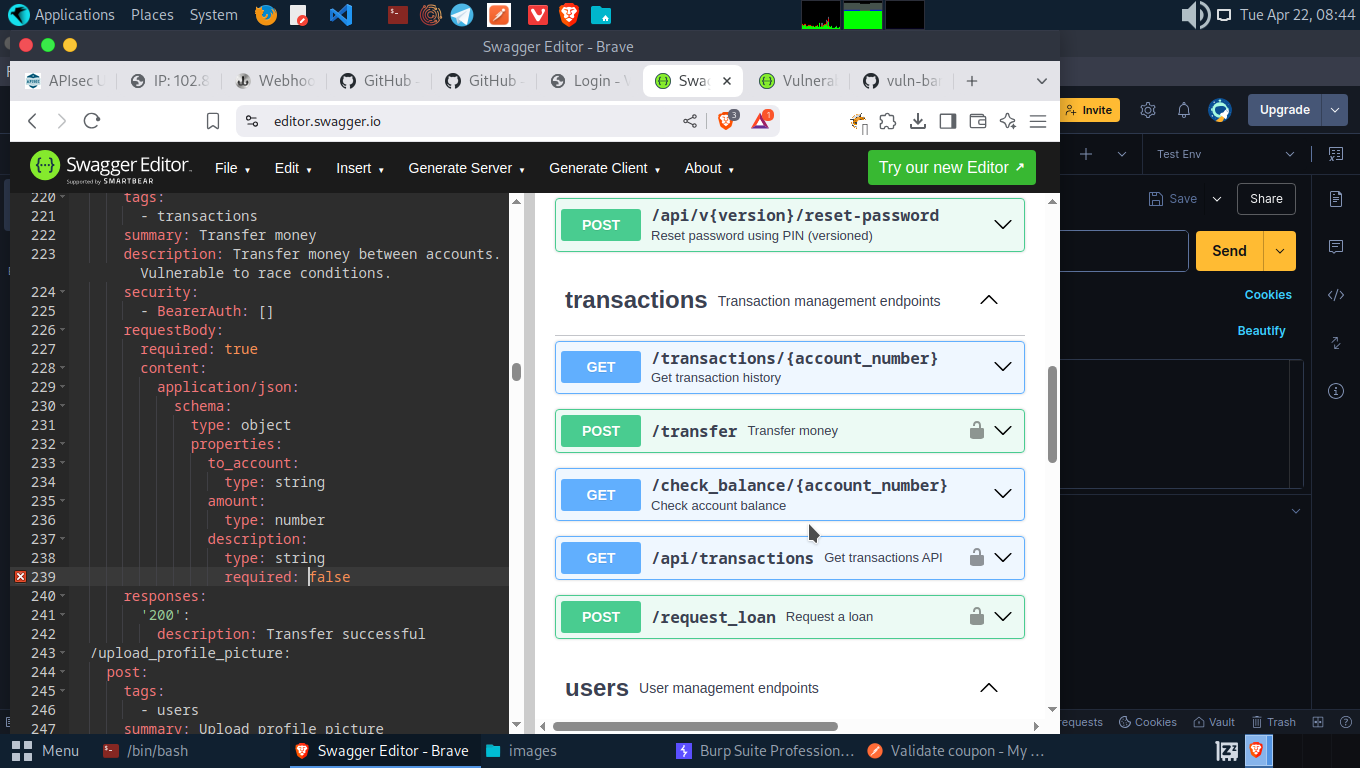 Applications Places System
Tue Apr 22, 08:44
Swagger Editor - Brave
APIsec U
IP: 102.8
Webhoo
GitHub -
GitHub -
Login - V
Swag
Vulnerab
vuln-ban
editor.swagger.io
3
1
Invite
Upgrade
Swagger Editor
Supported by SMARTBEAR
File Edit Insert Generate Server Generate Client About
Try our new Editor
Test Env
Save
Share
Send
Cookies
Beautify
220 tags:
221 - transactions
222 summary: Transfer money
223 description: Transfer money between accounts.
Vulnerable to race conditions.
224 security:
225 - BearerAuth: []
226 requestBody:
227 required: true
228 content:
229 application/json:
230 schema:
231 type: object
232 properties:
233 to_account:
234 type: string
235 amount:
236 type: number
237 description:
238 type: string
239 required: false
240 responses:
241 '200':
242 description: Transfer successful
243 /upload_profile_picture:
244 post:
245 tags:
246 - users
247 summary: Upload profile picture
POST /api/v{version}/reset-password
Reset password using PIN (versioned)
transactions Transaction management endpoints
GET /transactions/{account_number}
Get transaction history
POST /transfer Transfer money
GET /check_balance/{account_number}
Check account balance
GET /api/transactions Get transactions API
POST /request_loan Request a loan
users User management endpoints
equests Cookies Vault Trash
Menu
/bin/bash
Swagger Editor - Brave
images
Burp Suite Profession...
Validate coupon - My ...